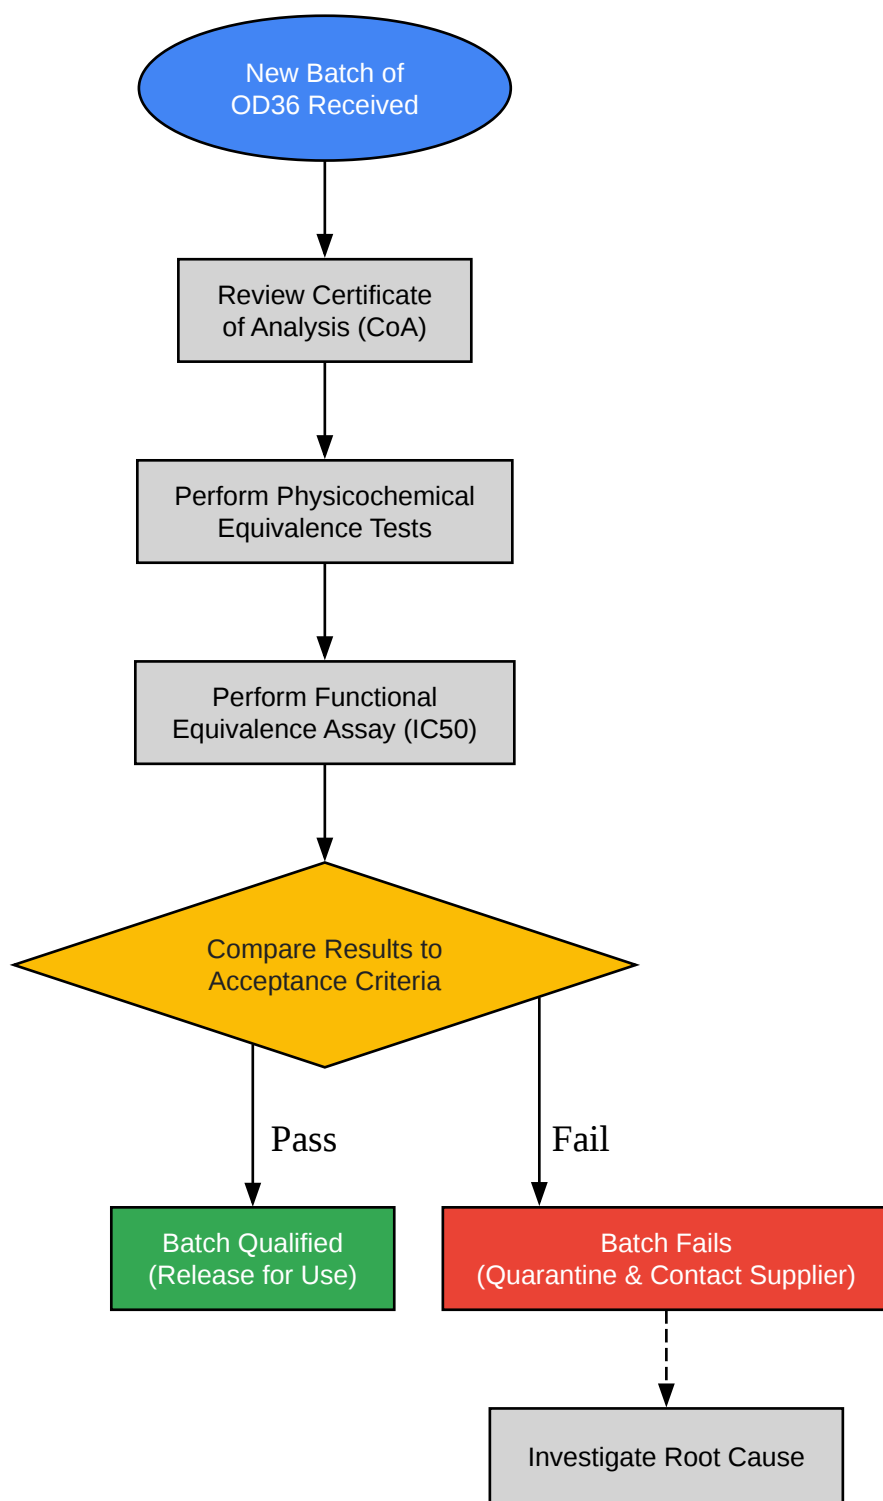 New Batch of
OD36 Received
Review Certificate
of Analysis (CoA)
Perform Physicochemical
Equivalence Tests
Perform Functional
Equivalence Assay (IC50)
Compare Results to
Acceptance Criteria
Pass
Fail
Batch Qualified
(Release for Use)
Batch Fails
(Quarantine & Contact Supplier)
Investigate Root Cause